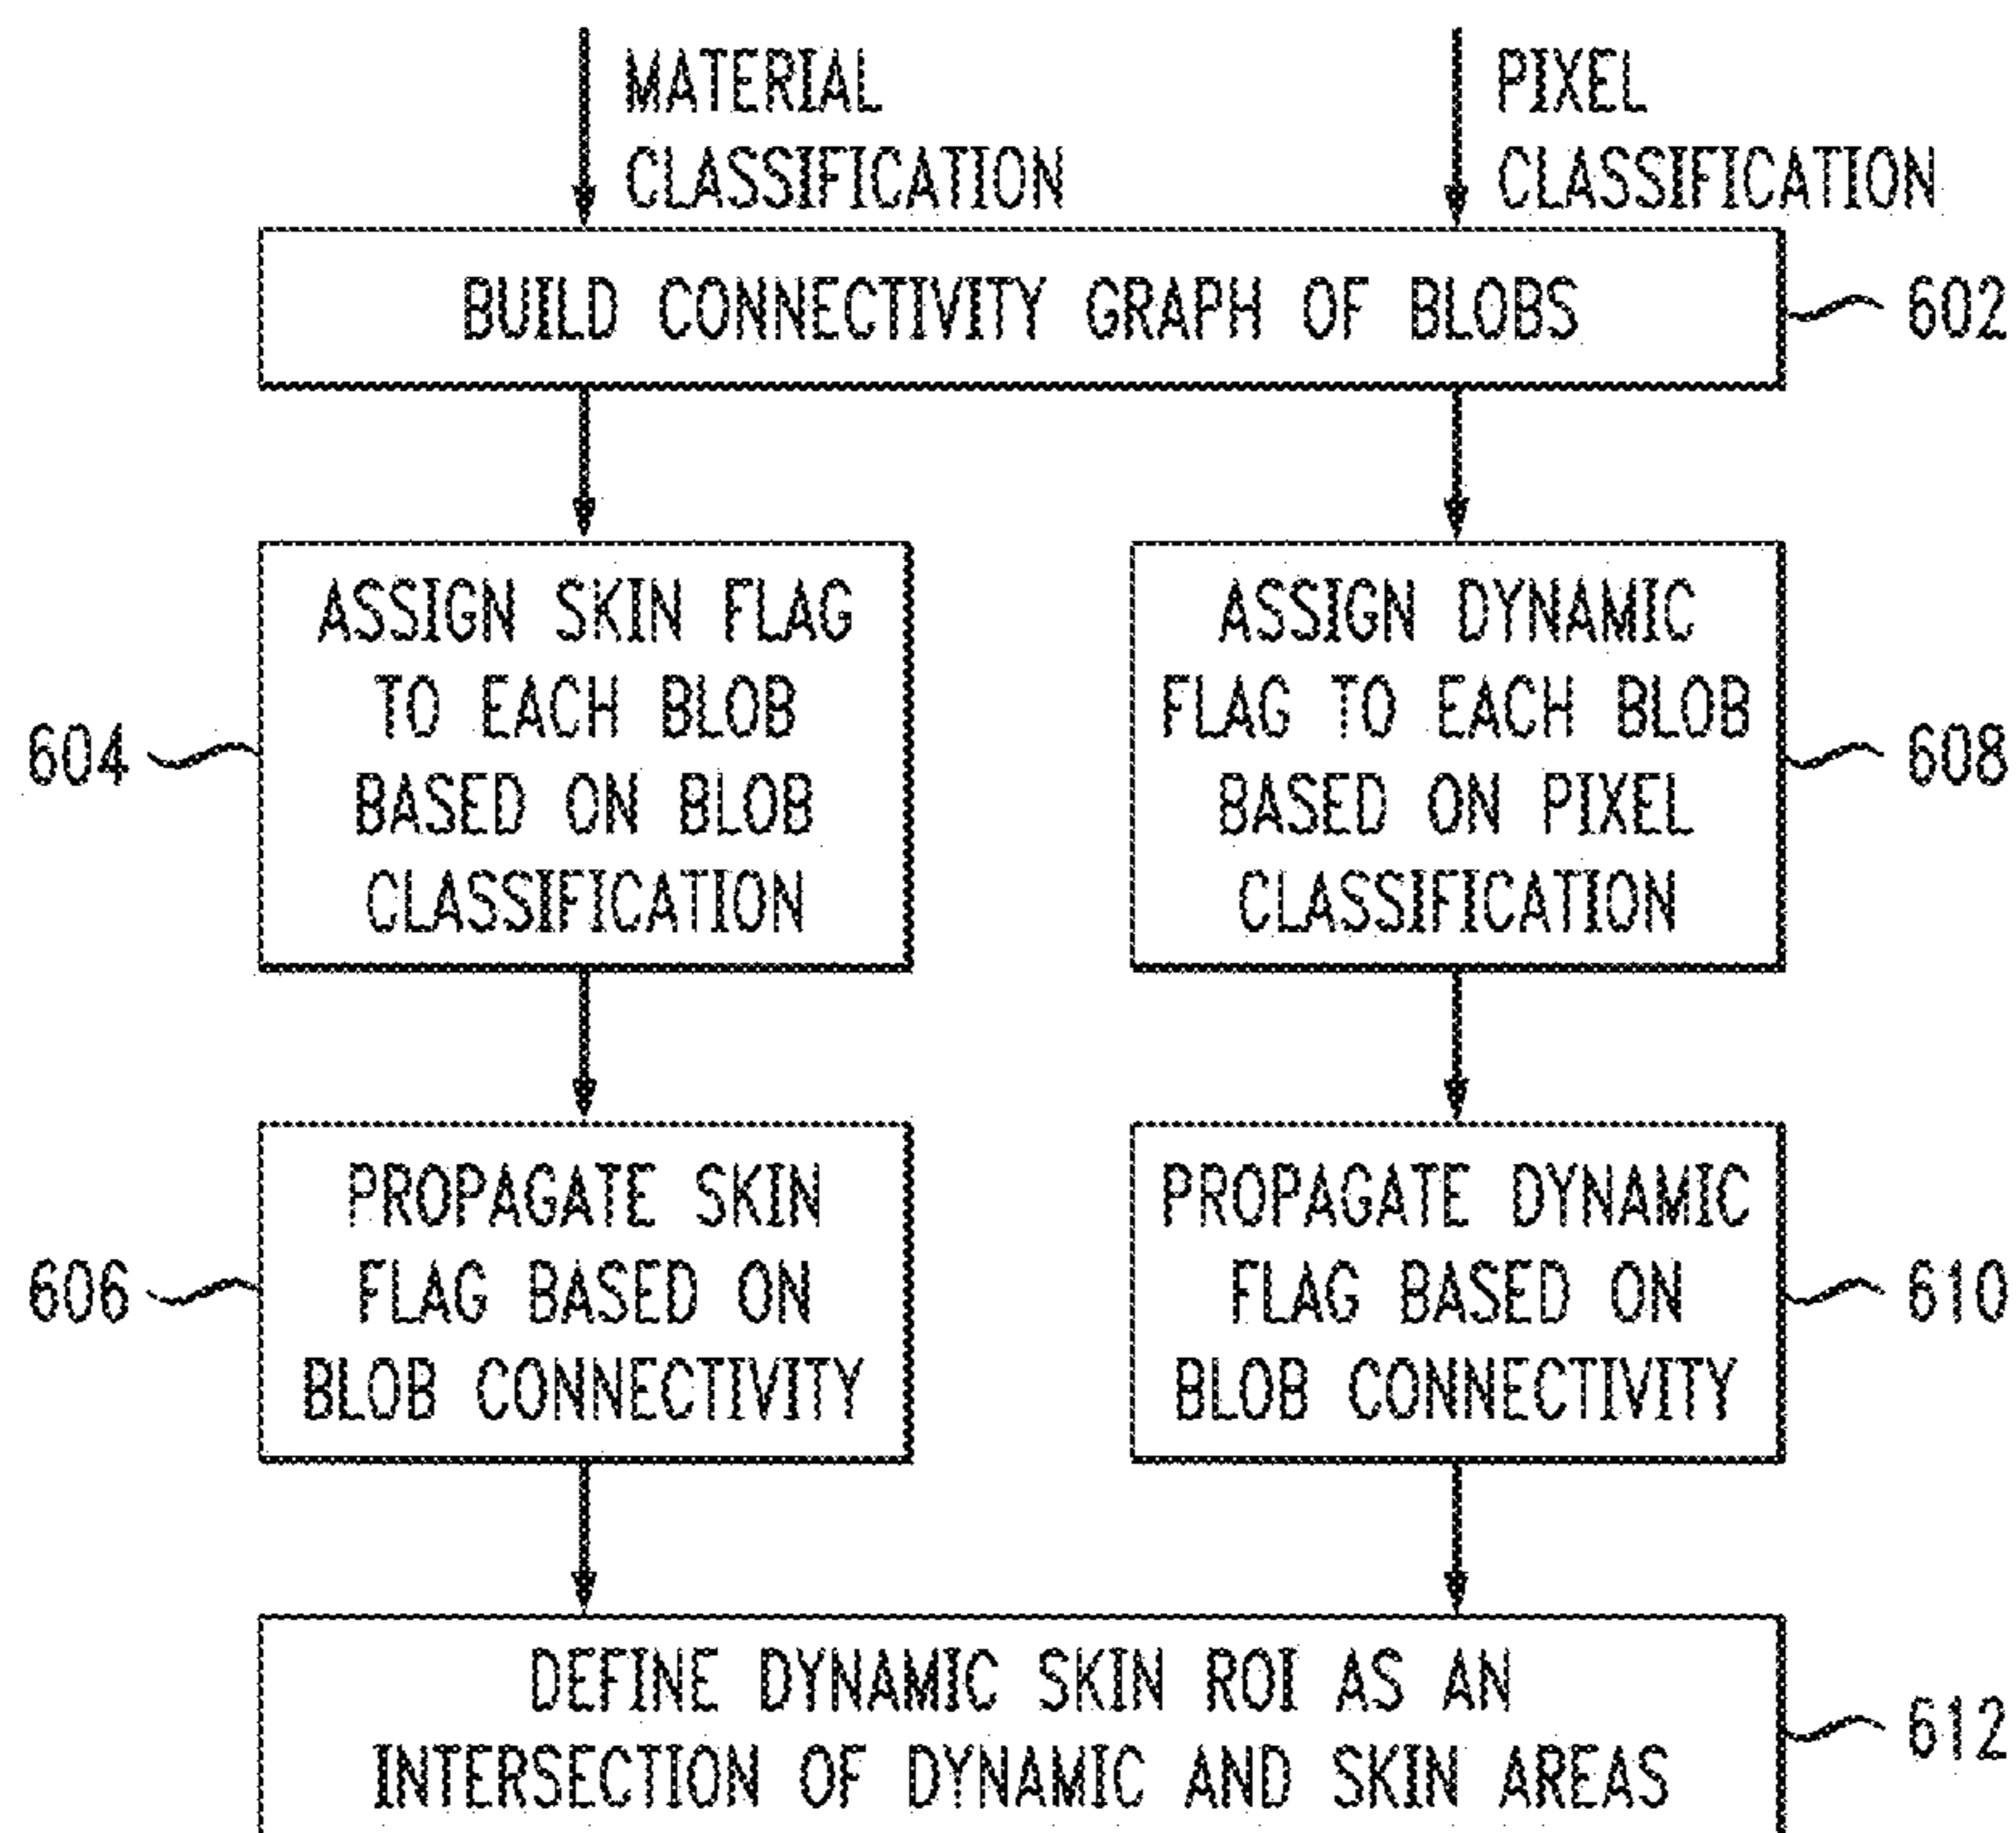 MATERIAL
CLASSIFICATION
PIXEL
CLASSIFICATION
BUILD CONNECTIVITY GRAPH OF BLOBS
602
ASSIGN SKIN FLAG
TO EACH BLOB
BASED ON BLOB
CLASSIFICATION
604
ASSIGN DYNAMIC
FLAG TO EACH BLOB
BASED ON PIXEL
CLASSIFICATION
608
PROPAGATE SKIN
FLAG BASED ON
BLOB CONNECTIVITY
606
PROPAGATE DYNAMIC
FLAG BASED ON
BLOB CONNECTIVITY
610
DEFINE DYNAMIC SKIN ROI AS AN
INTERSECTION OF DYNAMIC AND SKIN AREAS
612